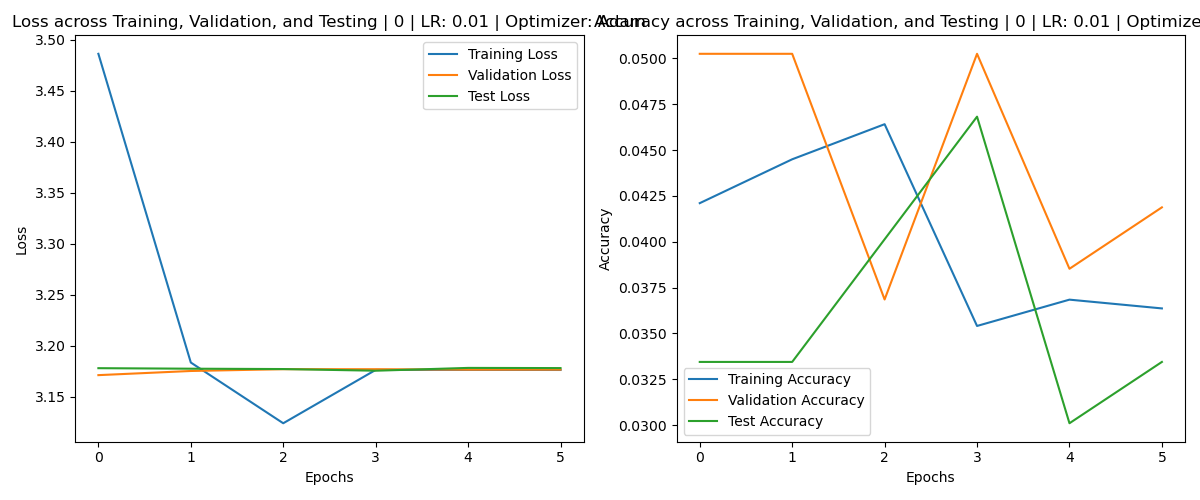 Loss across Training, Validation, and Testing | 0 | LR: 0.01 | Optimizer: Adam
3.50
3.45
3.40
3.35
3.30
3.25
3.20
3.15
Loss
0
1
2
3
4
5
Epochs
Training Loss
Validation Loss
Test Loss
Accuracy across Training, Validation, and Testing | 0 | LR: 0.01 | Optimize
0.0500
0.0475
0.0450
0.0425
0.0400
0.0375
0.0350
0.0325
0.0300
Accuracy
0
1
2
3
4
5
Epochs
Training Accuracy
Validation Accuracy
Test Accuracy